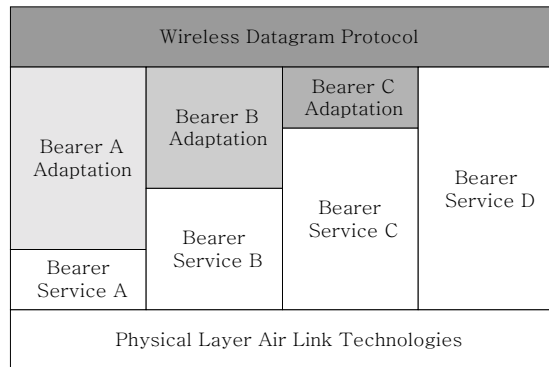 Wireless Datagram Protocol
Bearer A
Adaptation
Bearer B
Adaptation
Bearer C
Adaptation
Bearer
Service A
Bearer
Service B
Bearer
Service C
Bearer
Service D
Physical Layer Air Link Technologies